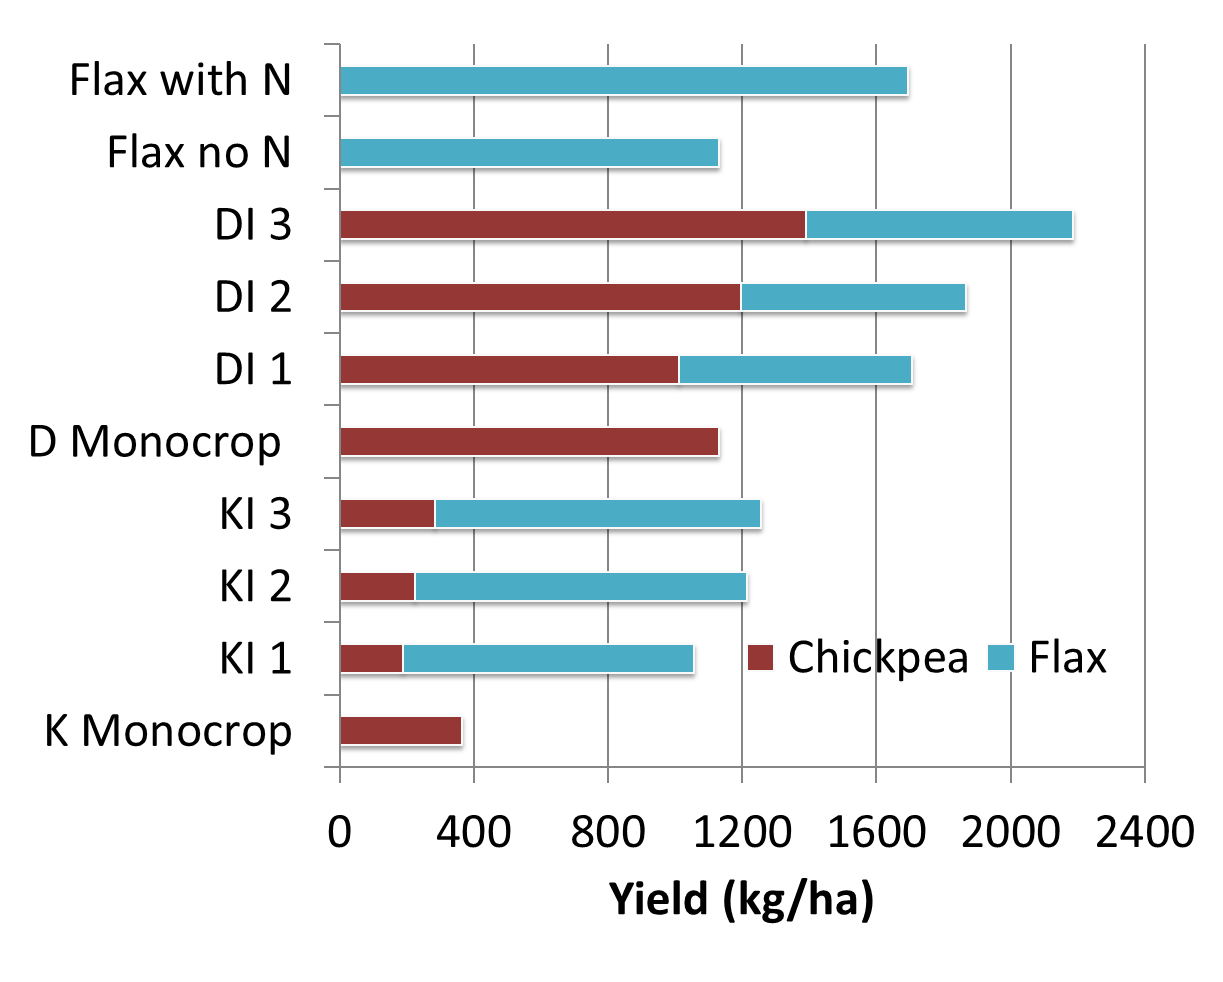 Flax with N
Flax no N
DI 3
DI 2
DI 1
D Monocrop
KI 3
KI 2
KI 1
Chickpea Flax
K Monocrop
0 400 800 1200 1600 2000 2400
Yield (kg/ha)